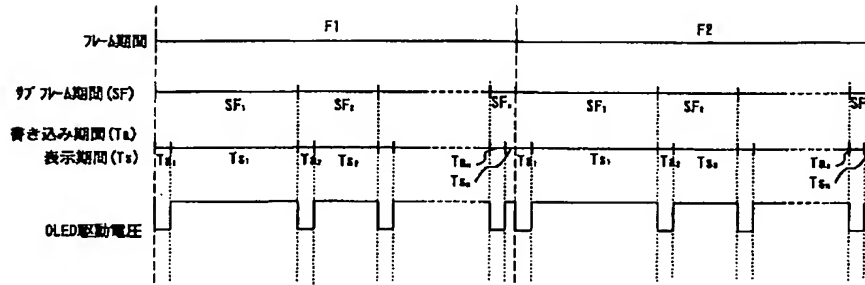 F1 F2
フレーム期間
サブフレーム期間(SF)
SF₁ SF₂ SFₙ SF₁ SF₂ SF
書き込み期間(Ta)
表示期間(Ts)
Ta₁ Ts₁ Ta₂ Ts₂ Taₙ Ta₁ Ts₁ Ta₂ Ts₂ Taₙ
Tsₙ Tsₙ
OLED駆動電圧